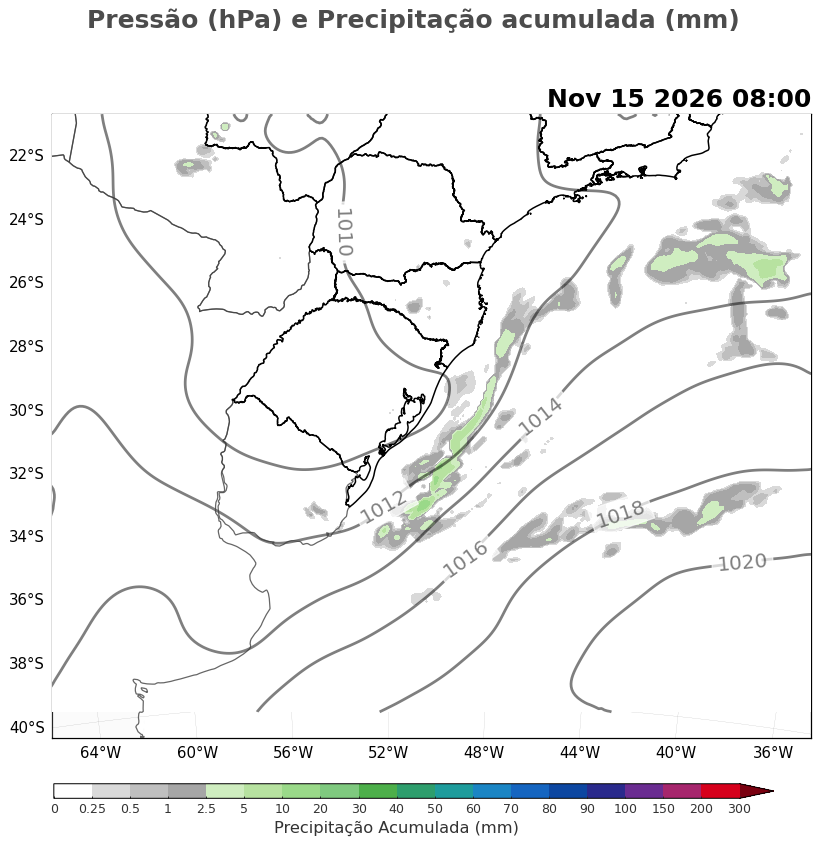 Pressão (hPa) e Precipitação acumulada (mm)
Nov 15 2026 08:00
22°S
24°S
26°S
28°S
30°S
32°S
34°S
36°S
38°S
40°S
1010
1014
1012
1018
1016
1020
64°W 60°W 56°W 52°W 48°W 44°W 40°W 36°W
0 0.25 0.5 1 2.5 5 10 20 30 40 50 60 70 80 90 100 150 200 300
Precipitação Acumulada (mm)